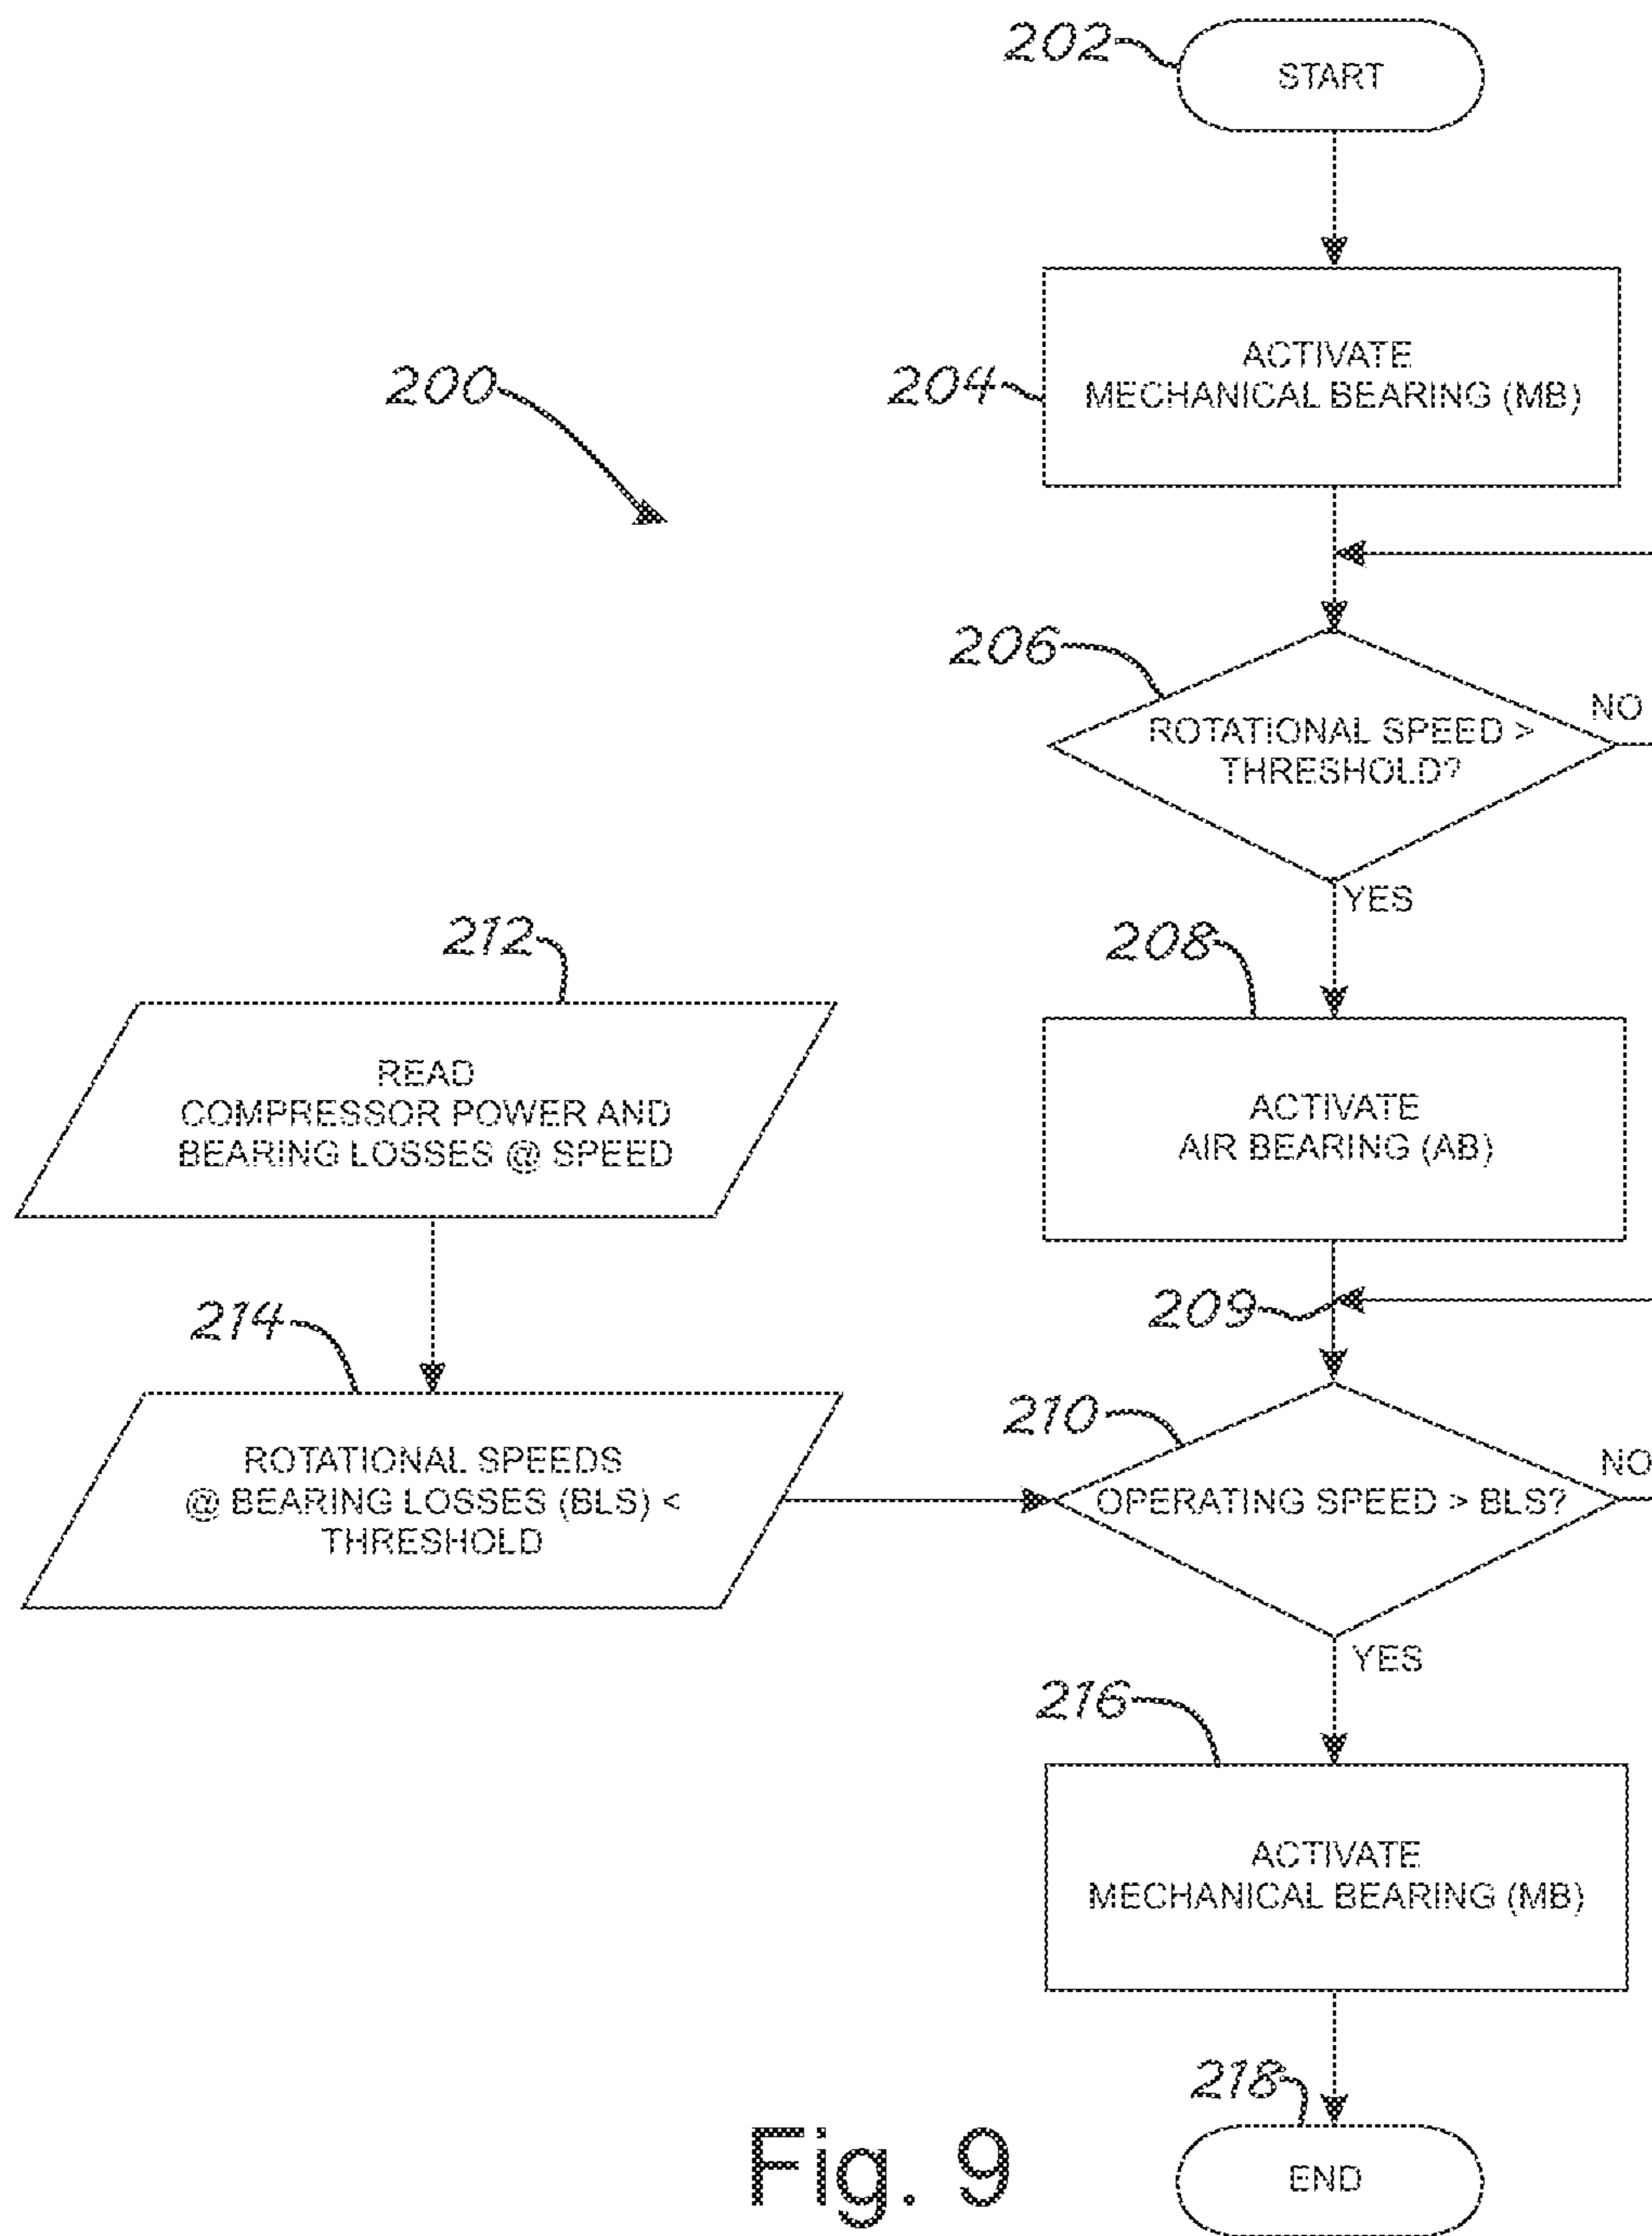 202
START
204
ACTIVATE
MECHANICAL BEARING (MB)
200
206
ROTATIONAL SPEED >
THRESHOLD?
NO
YES
208
212
READ
COMPRESSOR POWER AND
BEARING LOSSES @ SPEED
ACTIVATE
AIR BEARING (AB)
209
214
ROTATIONAL SPEEDS
@ BEARING LOSSES (BLS) <
THRESHOLD
210
OPERATING SPEED > BLS?
NO
YES
216
ACTIVATE
MECHANICAL BEARING (MB)
218
END
Fig. 9